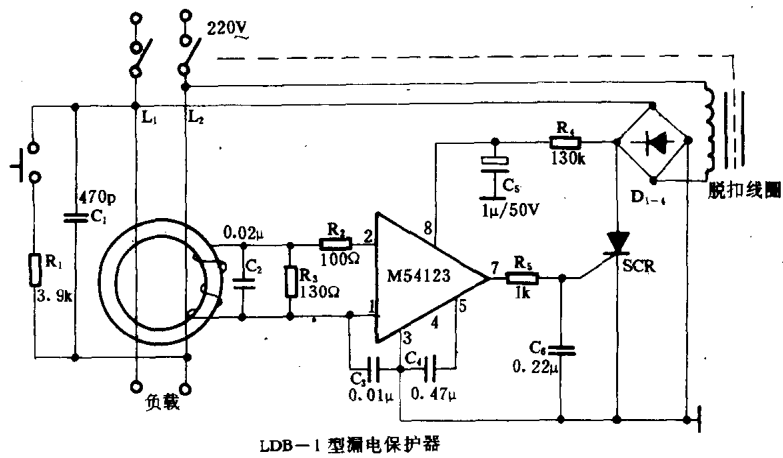 220V~
L₁
L₂
R₄
130k
470p
C₁
C₅
1μ/50V
D₁₋₄
脱扣线圈
8
0.02μ
R₂
100Ω
2
R₁
3.9k
C₂
R₃
130Ω
M54123
7
R₅
1k
SCR
1
5
4
3
C₃
0.01μ
C₄
0.47μ
C₆
0.22μ
负载
LDB-1型漏电保护器